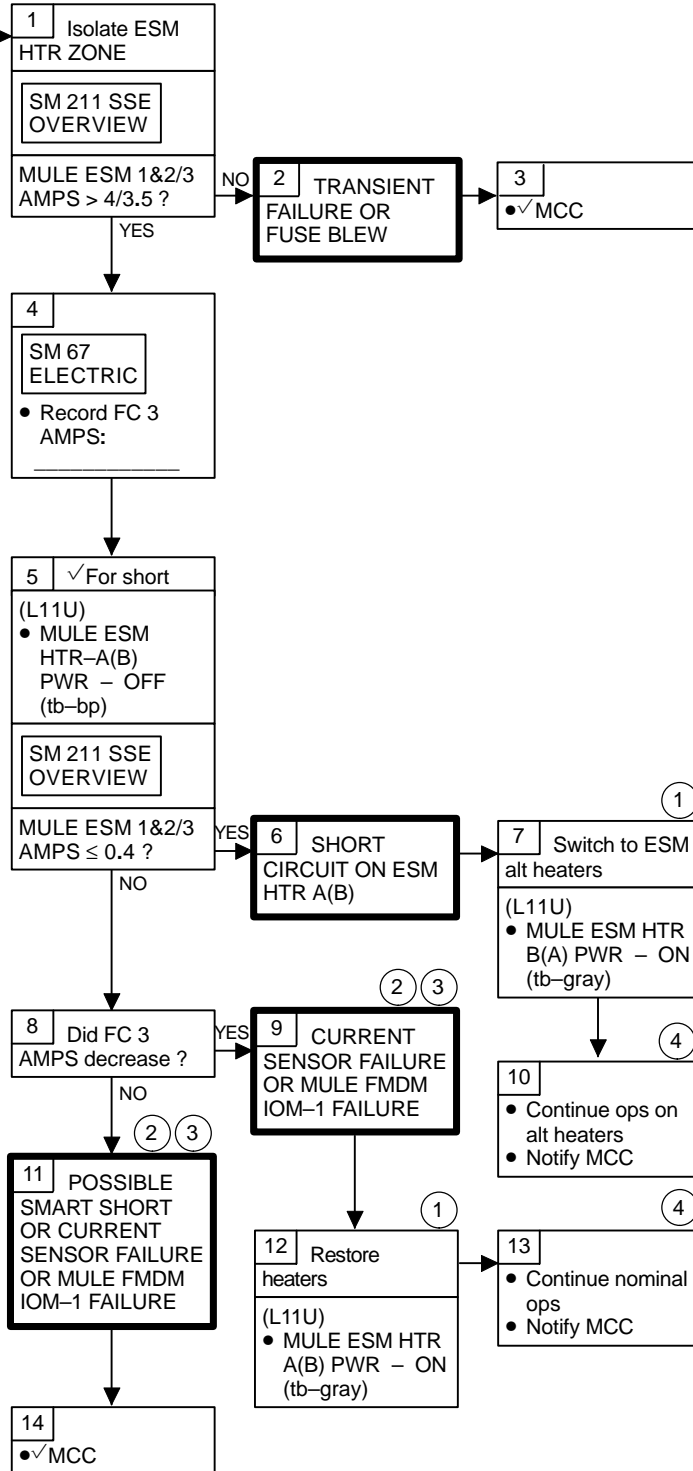 1 Isolate ESM
HTR ZONE
SM 211 SSE
OVERVIEW
MULE ESM 1&2/3
AMPS > 4/3.5 ?
NO
YES
2 TRANSIENT
FAILURE OR
FUSE BLEW
3
●√MCC
4
SM 67
ELECTRIC
● Record FC 3
AMPS:
____________
5 √For short
(L11U)
● MULE ESM
HTR–A(B)
PWR – OFF
(tb–bp)
SM 211 SSE
OVERVIEW
MULE ESM 1&2/3
AMPS ≤ 0.4 ?
YES
NO
6 SHORT
CIRCUIT ON ESM
HTR A(B)
1
7 Switch to ESM
alt heaters
(L11U)
● MULE ESM HTR
B(A) PWR – ON
(tb–gray)
8 Did FC 3
AMPS decrease ?
YES
NO
2 3
9 CURRENT
SENSOR FAILURE
OR MULE FMDM
IOM–1 FAILURE
4
10
● Continue ops on
alt heaters
● Notify MCC
2 3
11 POSSIBLE
SMART SHORT
OR CURRENT
SENSOR FAILURE
OR MULE FMDM
IOM–1 FAILURE
1
12 Restore
heaters
(L11U)
● MULE ESM HTR
A(B) PWR – ON
(tb–gray)
4
13
● Continue nominal
ops
● Notify MCC
14
●√MCC